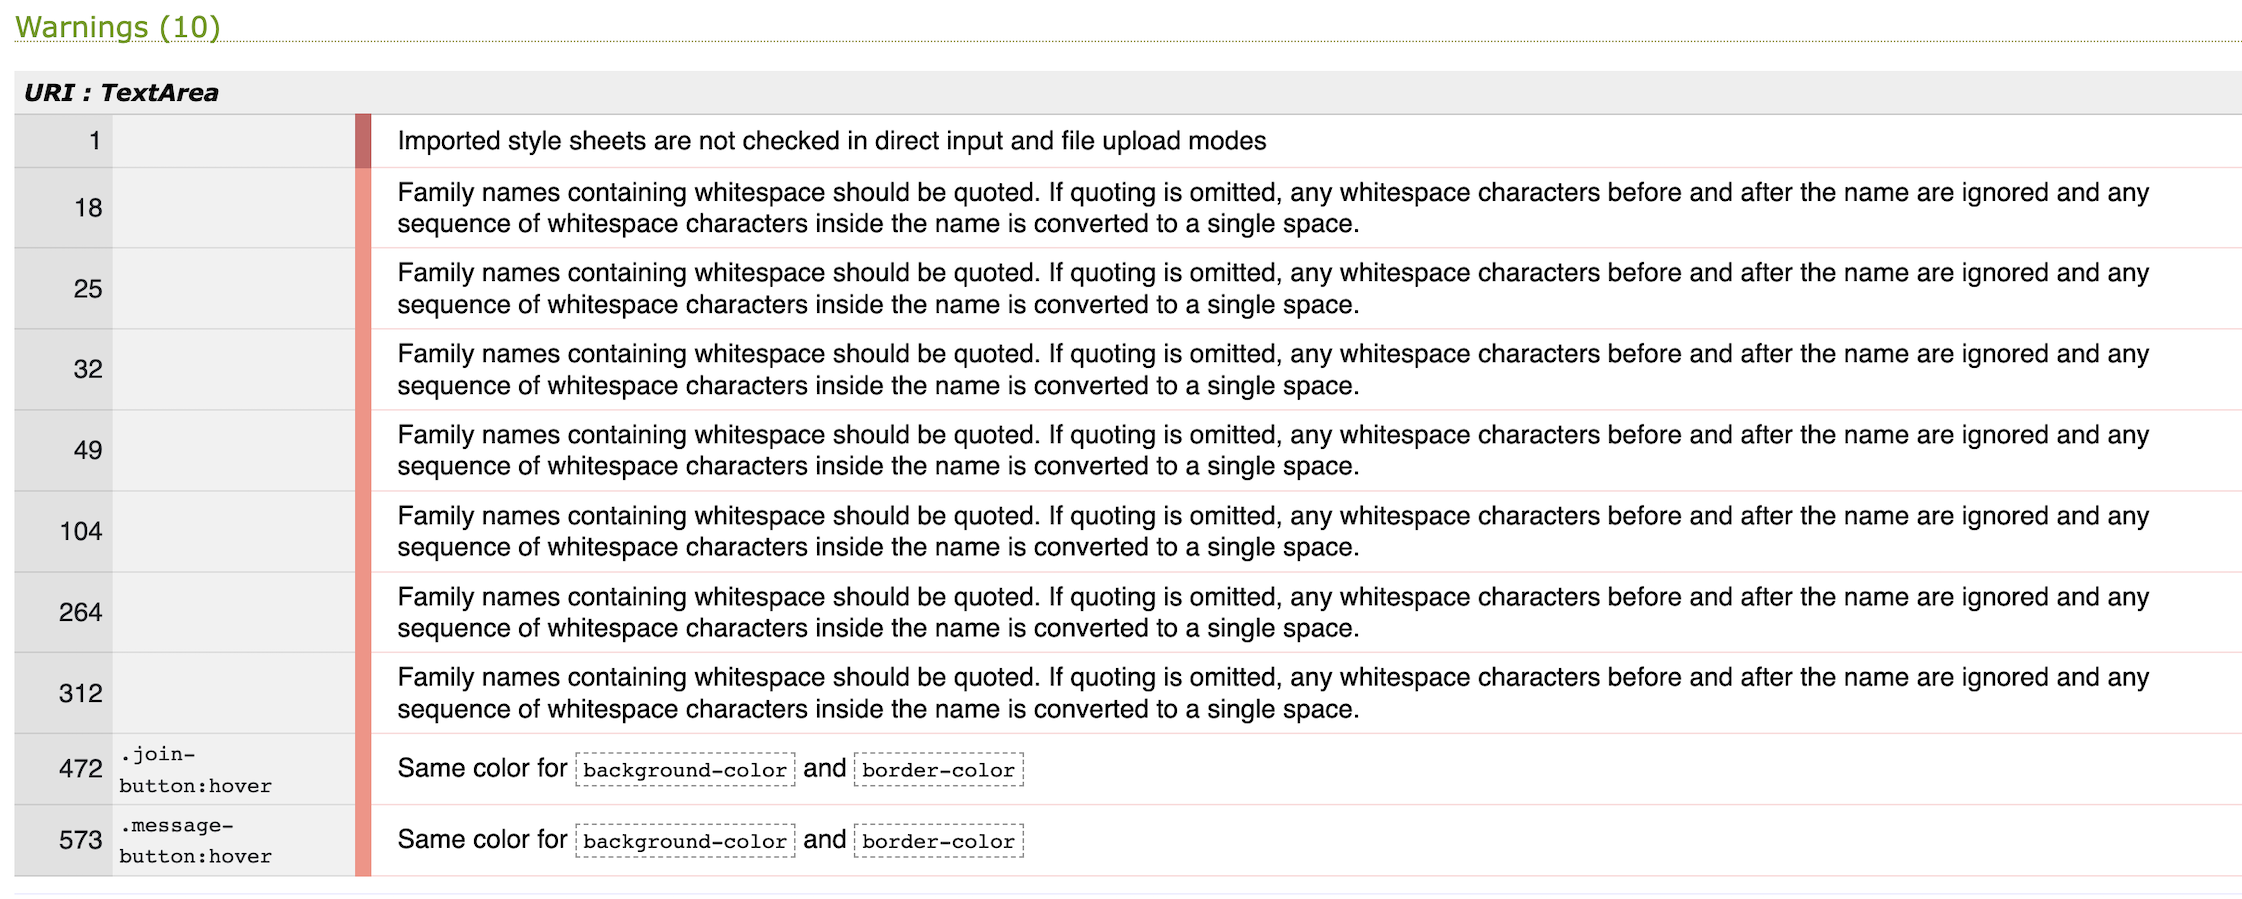 Warnings (10)
URI : TextArea
1 Imported style sheets are not checked in direct input and file upload modes
18 Family names containing whitespace should be quoted. If quoting is omitted, any whitespace characters before and after the name are ignored and any
sequence of whitespace characters inside the name is converted to a single space.
25 Family names containing whitespace should be quoted. If quoting is omitted, any whitespace characters before and after the name are ignored and any
sequence of whitespace characters inside the name is converted to a single space.
32 Family names containing whitespace should be quoted. If quoting is omitted, any whitespace characters before and after the name are ignored and any
sequence of whitespace characters inside the name is converted to a single space.
49 Family names containing whitespace should be quoted. If quoting is omitted, any whitespace characters before and after the name are ignored and any
sequence of whitespace characters inside the name is converted to a single space.
104 Family names containing whitespace should be quoted. If quoting is omitted, any whitespace characters before and after the name are ignored and any
sequence of whitespace characters inside the name is converted to a single space.
264 Family names containing whitespace should be quoted. If quoting is omitted, any whitespace characters before and after the name are ignored and any
sequence of whitespace characters inside the name is converted to a single space.
312 Family names containing whitespace should be quoted. If quoting is omitted, any whitespace characters before and after the name are ignored and any
sequence of whitespace characters inside the name is converted to a single space.
472 .join-
button:hover
Same color for background-color and border-color
573 .message-
button:hover
Same color for background-color and border-color